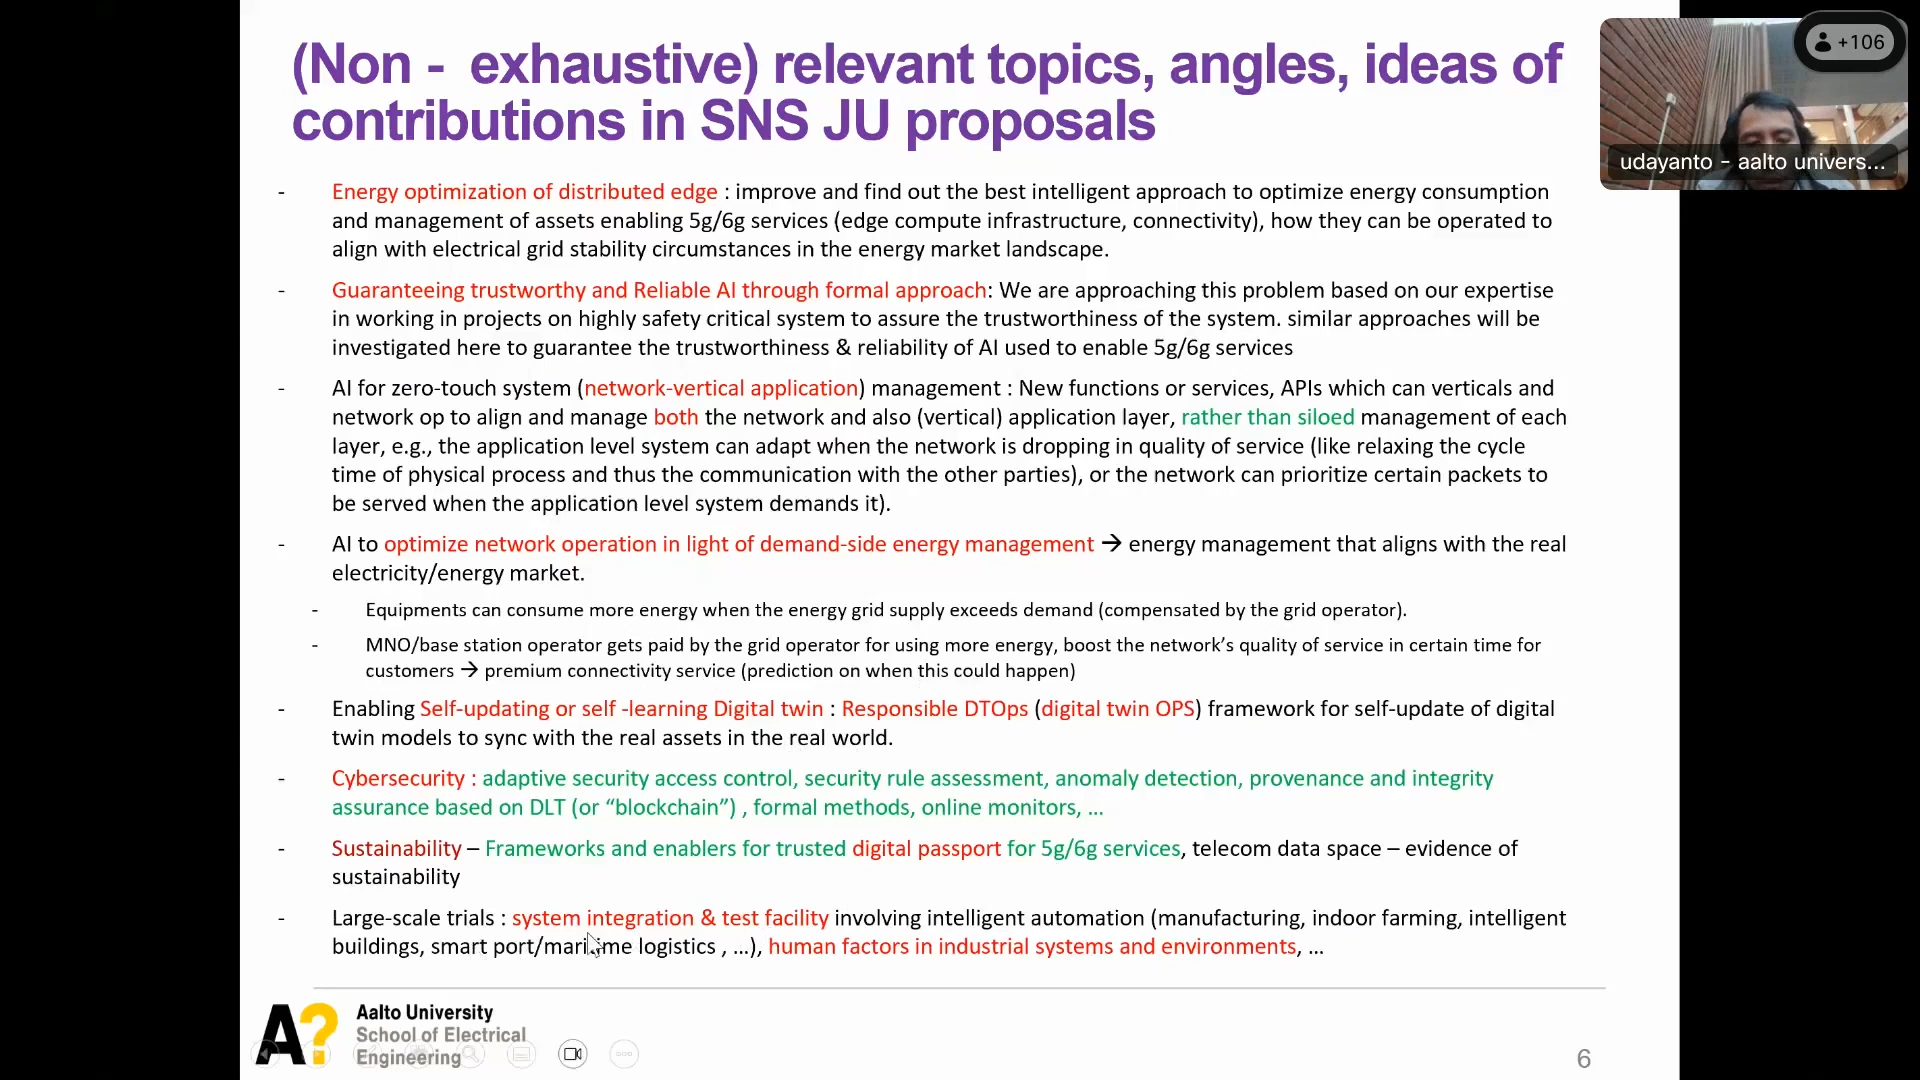 (Non - exhaustive) relevant topics, angles, ideas of
contributions in SNS JU proposals
+106
udayanto - aalto univers...
- Energy optimization of distributed edge : improve and find out the best intelligent approach to optimize energy consumption
and management of assets enabling 5g/6g services (edge compute infrastructure, connectivity), how they can be operated to
align with electrical grid stability circumstances in the energy market landscape.
- Guaranteeing trustworthy and Reliable AI through formal approach: We are approaching this problem based on our expertise
in working in projects on highly safety critical system to assure the trustworthiness of the system. similar approaches will be
investigated here to guarantee the trustworthiness & reliability of AI used to enable 5g/6g services
- AI for zero-touch system (network-vertical application) management : New functions or services, APIs which can verticals and
network op to align and manage both the network and also (vertical) application layer, rather than siloed management of each
layer, e.g., the application level system can adapt when the network is dropping in quality of service (like relaxing the cycle
time of physical process and thus the communication with the other parties), or the network can prioritize certain packets to
be served when the application level system demands it).
- AI to optimize network operation in light of demand-side energy management → energy management that aligns with the real
electricity/energy market.
- Equipments can consume more energy when the energy grid supply exceeds demand (compensated by the grid operator).
- MNO/base station operator gets paid by the grid operator for using more energy, boost the network's quality of service in certain time for
customers → premium connectivity service (prediction on when this could happen)
- Enabling Self-updating or self -learning Digital twin : Responsible DTOps (digital twin OPS) framework for self-update of digital
twin models to sync with the real assets in the real world.
- Cybersecurity : adaptive security access control, security rule assessment, anomaly detection, provenance and integrity
assurance based on DLT (or “blockchain”) , formal methods, online monitors, ...
- Sustainability – Frameworks and enablers for trusted digital passport for 5g/6g services, telecom data space – evidence of
sustainability
- Large-scale trials : system integration & test facility involving intelligent automation (manufacturing, indoor farming, intelligent
buildings, smart port/maritime logistics , ...), human factors in industrial systems and environments, ...
A?
Aalto University
School of Electrical
Engineering
6